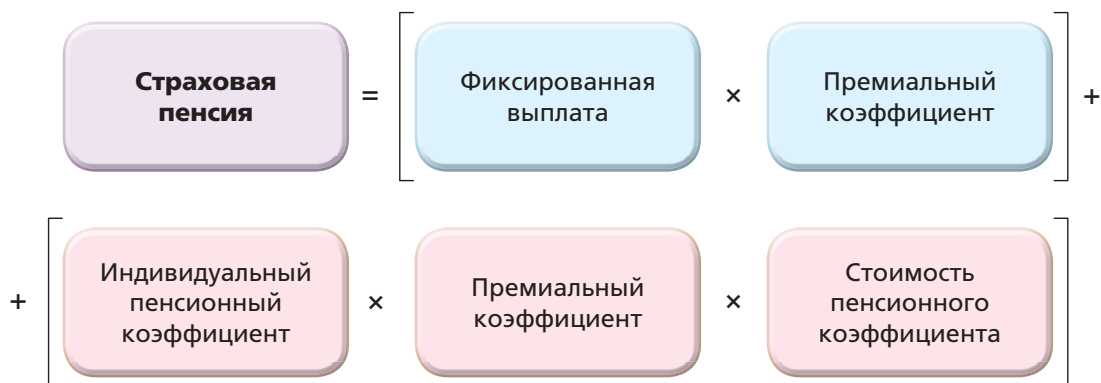 Страховая
пенсия
=
Фиксированная
выплата
×
Премиальный
коэффициент
+
+
Индивидуальный
пенсионный
коэффициент
×
Премиальный
коэффициент
×
Стоимость
пенсионного
коэффициента